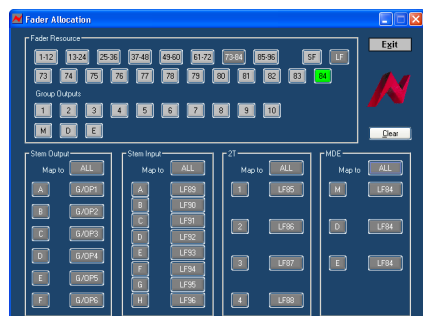 Fader Allocation
Fader Resource
1-12 13-24 25-36 37-48 49-60 61-72 73-84 85-96 SF LF
73 74 75 76 77 78 79 80 81 82 83 84
Group Outputs
1 2 3 4 5 6 7 8 9 10
M D E
Exit
Clear
Stem Output
Map to ALL
A G/OP1
B G/OP2
C G/OP3
D G/OP4
E G/OP5
F G/OP6
Stem Input
Map to ALL
A LF89
B LF90
C LF91
D LF92
E LF93
F LF94
G LF95
H LF96
2T
Map to ALL
1 LF85
2 LF86
3 LF87
4 LF88
MDE
Map to ALL
M LF84
D LF84
E LF84